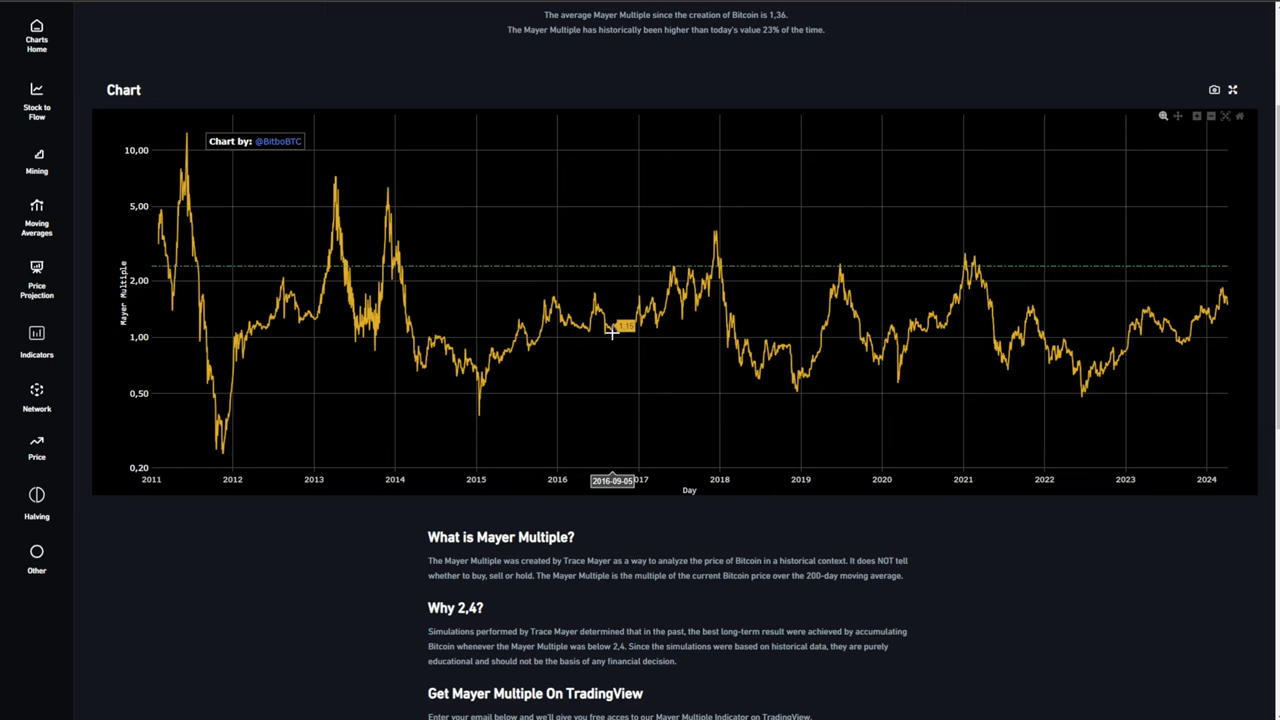 The average Mayer Multiple since the creation of Bitcoin is 1,36.
The Mayer Multiple has historically been higher than today's value 23% of the time.
Charts
Home
Stock to
Flow
Mining
Moving
Averages
Price
Projection
Indicators
Network
Price
Halving
Other
Chart
Chart by: @BitboBTC
10,00
5,00
2,00
1,00
0,50
0,20
Mayer Multiple
1.15
2011
2012
2013
2014
2015
2016
2016-09-05
017
2018
2019
2020
2021
2022
2023
2024
Day
What is Mayer Multiple?
The Mayer Multiple was created by Trace Mayer as a way to analyze the price of Bitcoin in a historical context. It does NOT tell
whether to buy, sell or hold. The Mayer Multiple is the multiple of the current Bitcoin price over the 200-day moving average.
Why 2,4?
Simulations performed by Trace Mayer determined that in the past, the best long-term result were achieved by accumulating
Bitcoin whenever the Mayer Multiple was below 2,4. Since the simulations were based on historical data, they are purely
educational and should not be the basis of any financial decision.
Get Mayer Multiple On TradingView
Enter your email below and we'll give you free acces to our Mayer Multiple Indicator on TradingView.